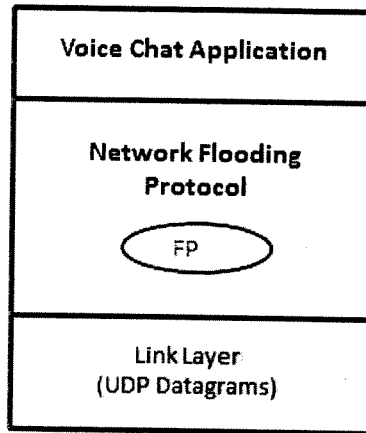 Voice Chat Application
Network Flooding
Protocol
FP
Link Layer
(UDP Datagrams)